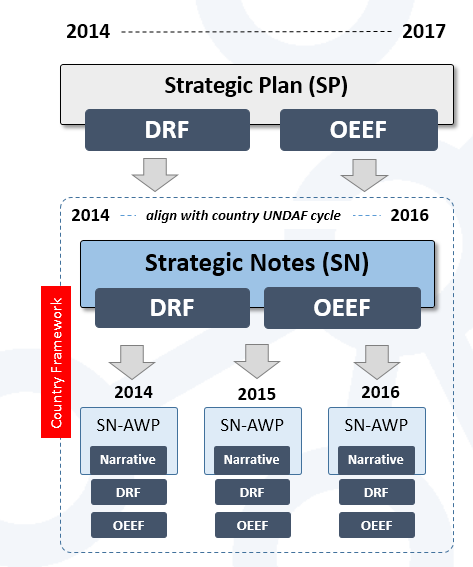 2014 2017
Strategic Plan (SP)
DRF OEEF
2014 align with country UNDAF cycle 2016
Strategic Notes (SN)
DRF OEEF
Country Framework
2014 2015 2016
SN-AWP SN-AWP SN-AWP
Narrative Narrative Narrative
DRF DRF DRF
OEEF OEEF OEEF